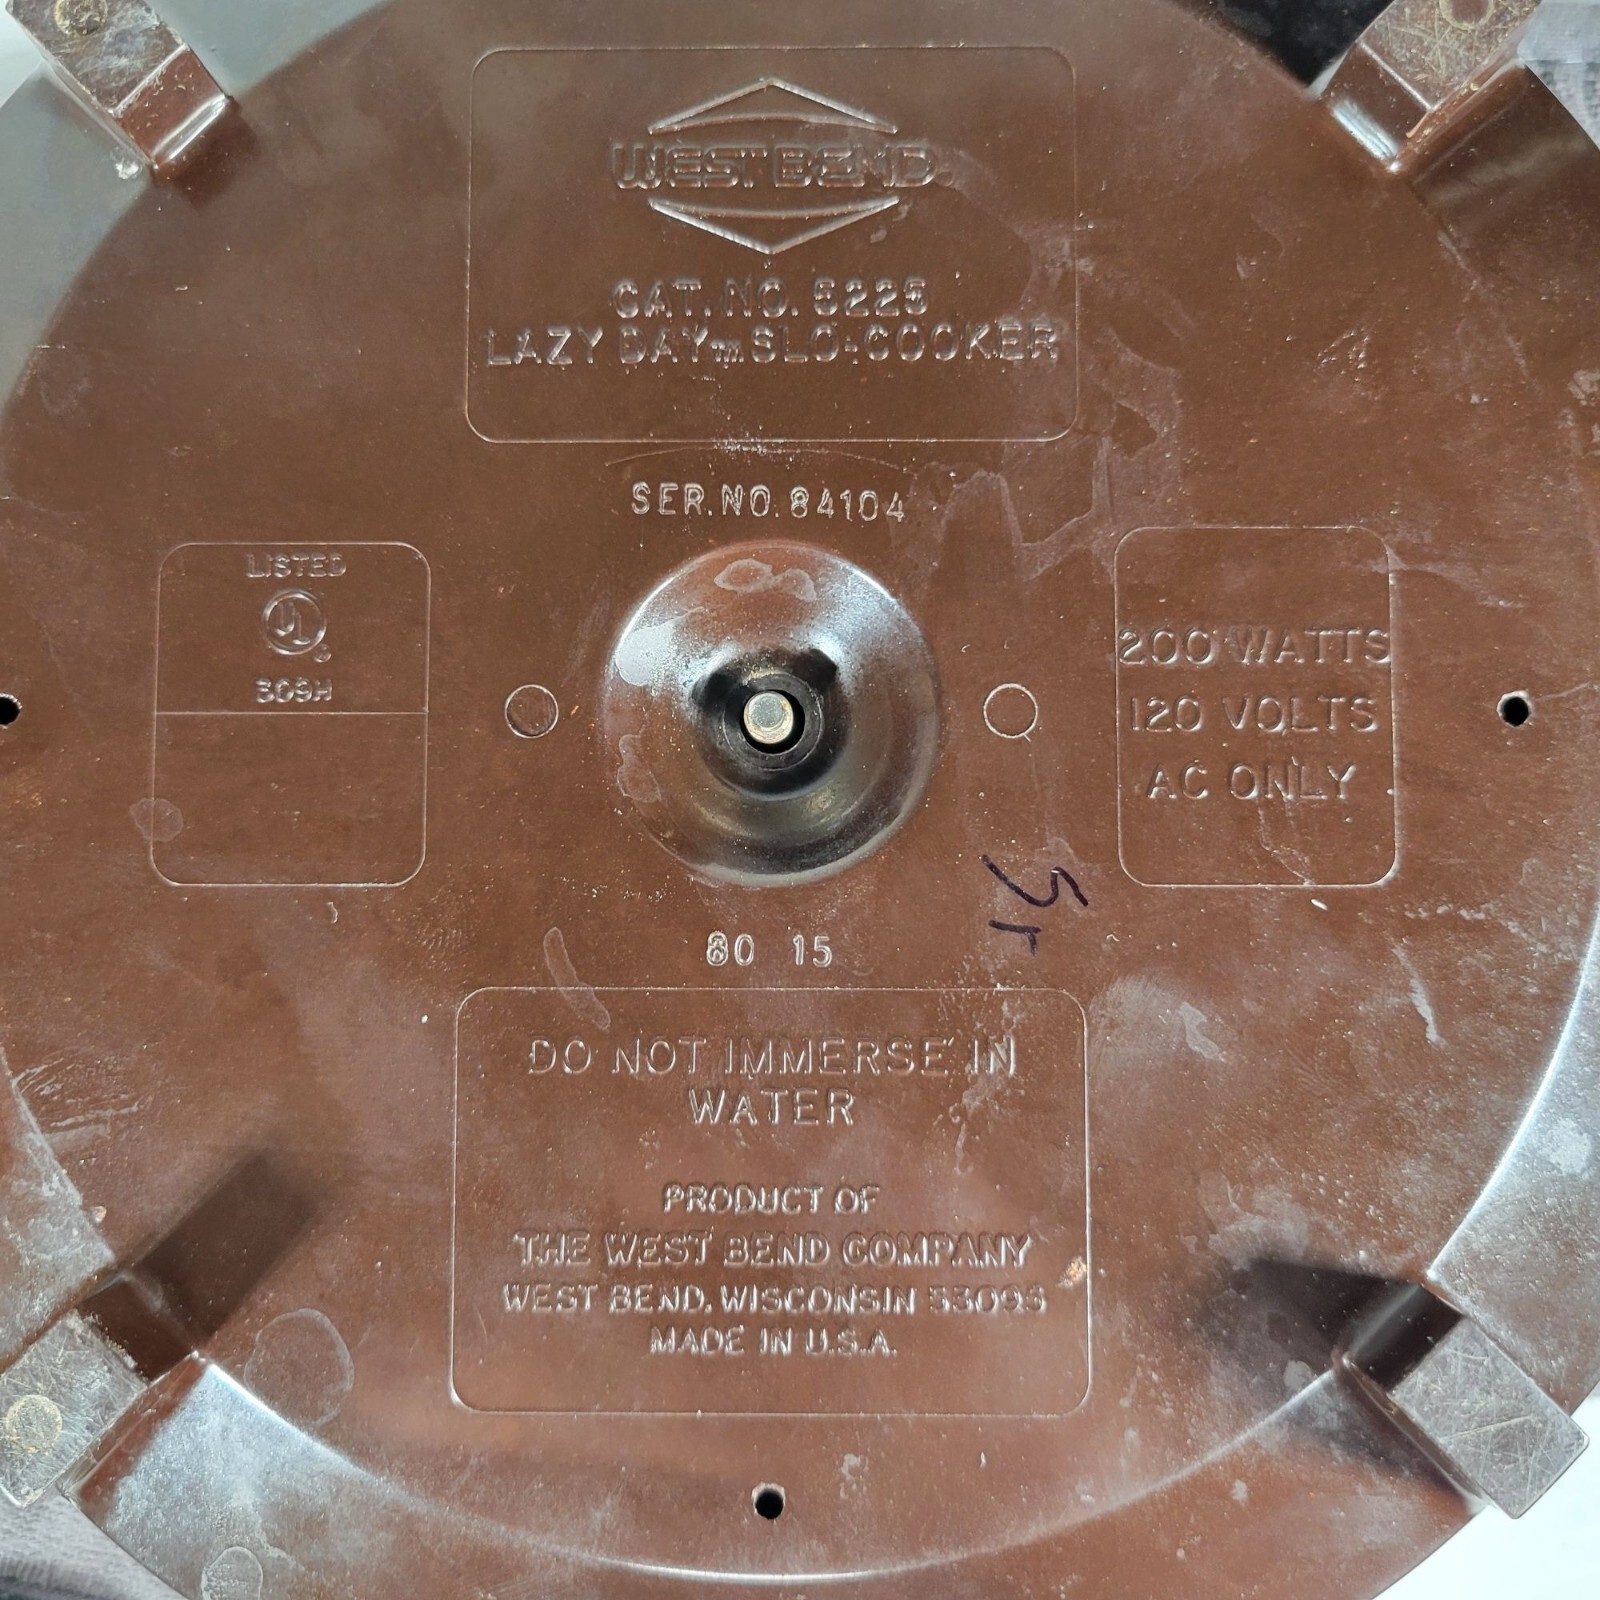 WEST BEND
CAT. NO. 5225
LAZY DAY™ SLO-COOKER
SER. NO. 84104
LISTED
UL
309H
200 WATTS
120 VOLTS
AC ONLY
80 15
DO NOT IMMERSE IN
WATER
PRODUCT OF
THE WEST BEND COMPANY
WEST BEND, WISCONSIN 53095
MADE IN U.S.A.